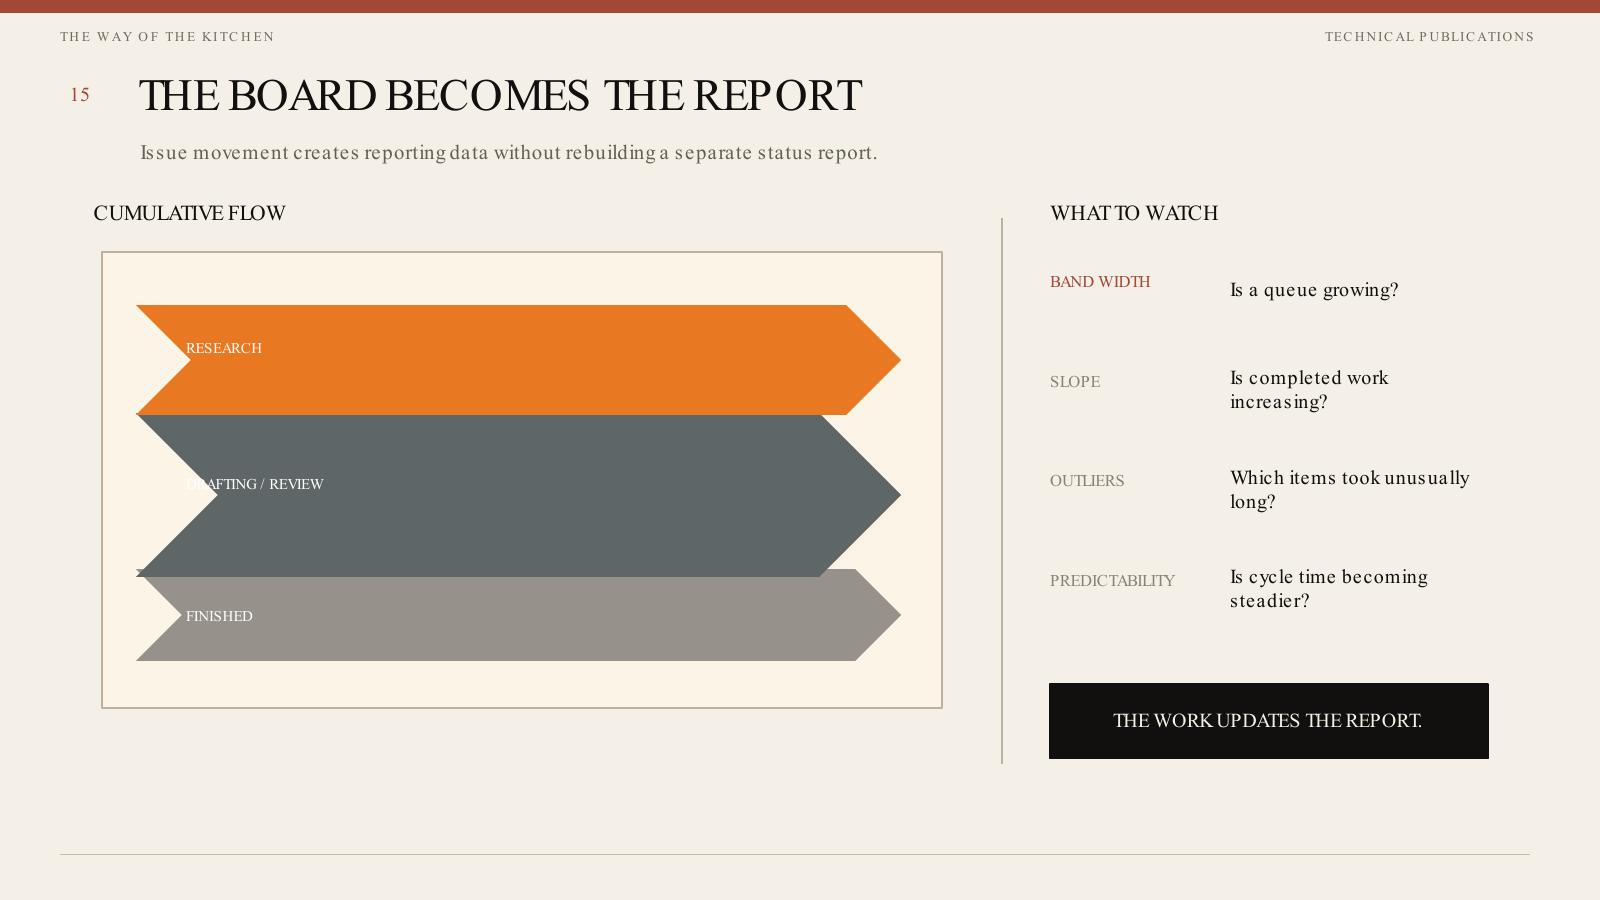 THE WAY OF THE KITCHEN
TECHNICAL PUBLICATIONS
15
THE BOARD BECOMES THE REPORT
Issue movement creates reporting data without rebuilding a separate status report.
CUMULATIVE FLOW
RESEARCH
DRAFTING / REVIEW
FINISHED
WHAT TO WATCH
BAND WIDTH
Is a queue growing?
SLOPE
Is completed work
increasing?
OUTLIERS
Which items took unusually
long?
PREDICTABILITY
Is cycle time becoming
steadier?
THE WORK UPDATES THE REPORT.